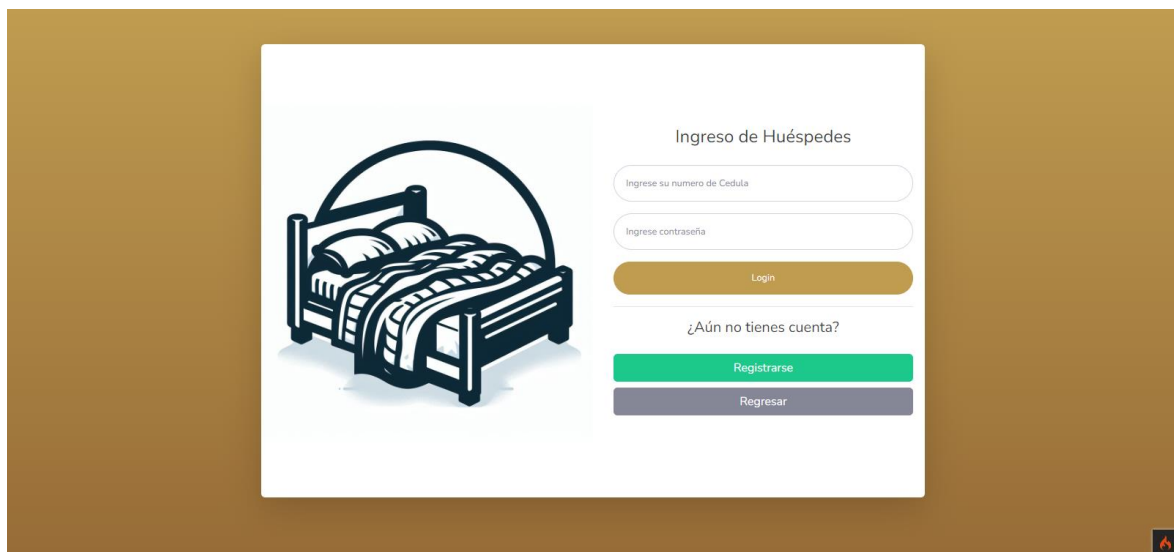 Ingreso de Huéspedes
Ingrese su numero de Cedula
Ingrese contraseña
Login
¿Aún no tienes cuenta?
Registrarse
Regresar